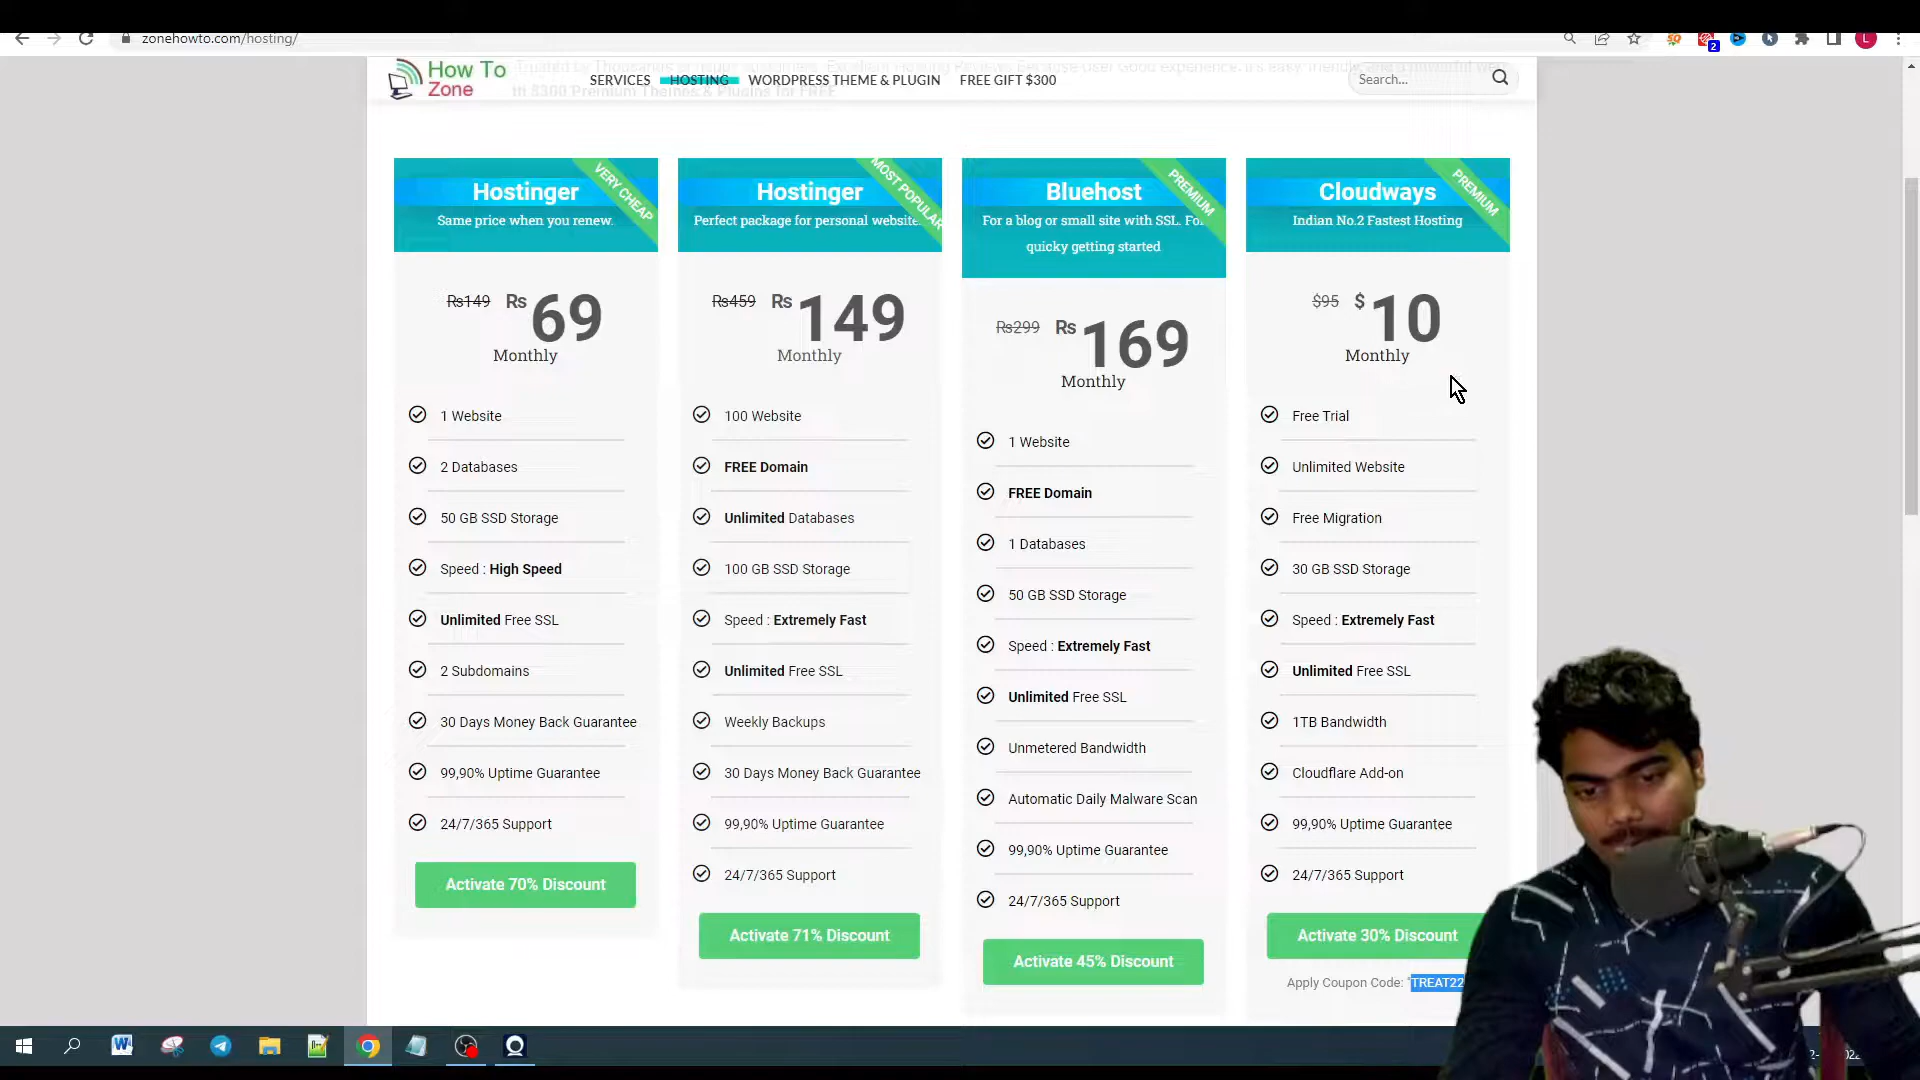 zonehowto.com/hosting/
2
L
How To
Zone
SERVICES
HOSTING
WORDPRESS THEME & PLUGIN
FREE GIFT $300
Search...
$300 Premium Themes & Plugins for FREE
Hostinger
VERY CHEAP
Same price when you renew.
Rs149 Rs 69
Monthly
1 Website
2 Databases
50 GB SSD Storage
Speed : High Speed
Unlimited Free SSL
2 Subdomains
30 Days Money Back Guarantee
99,90% Uptime Guarantee
24/7/365 Support
Activate 70% Discount
Hostinger
MOST POPULAR
Perfect package for personal website.
Rs459 Rs 149
Monthly
100 Website
FREE Domain
Unlimited Databases
100 GB SSD Storage
Speed : Extremely Fast
Unlimited Free SSL
Weekly Backups
30 Days Money Back Guarantee
99,90% Uptime Guarantee
24/7/365 Support
Activate 71% Discount
Bluehost
PREMIUM
For a blog or small site with SSL. Fo
quicky getting started
Rs299 Rs 169
Monthly
1 Website
FREE Domain
1 Databases
50 GB SSD Storage
Speed : Extremely Fast
Unlimited Free SSL
Unmetered Bandwidth
Automatic Daily Malware Scan
99,90% Uptime Guarantee
24/7/365 Support
Activate 45% Discount
Cloudways
PREMIUM
Indian No.2 Fastest Hosting
$95 $ 10
Monthly
Free Trial
Unlimited Website
Free Migration
30 GB SSD Storage
Speed : Extremely Fast
Unlimited Free SSL
1TB Bandwidth
Cloudflare Add-on
99,90% Uptime Guarantee
24/7/365 Support
Activate 30% Discount
Apply Coupon Code: "TREAT22